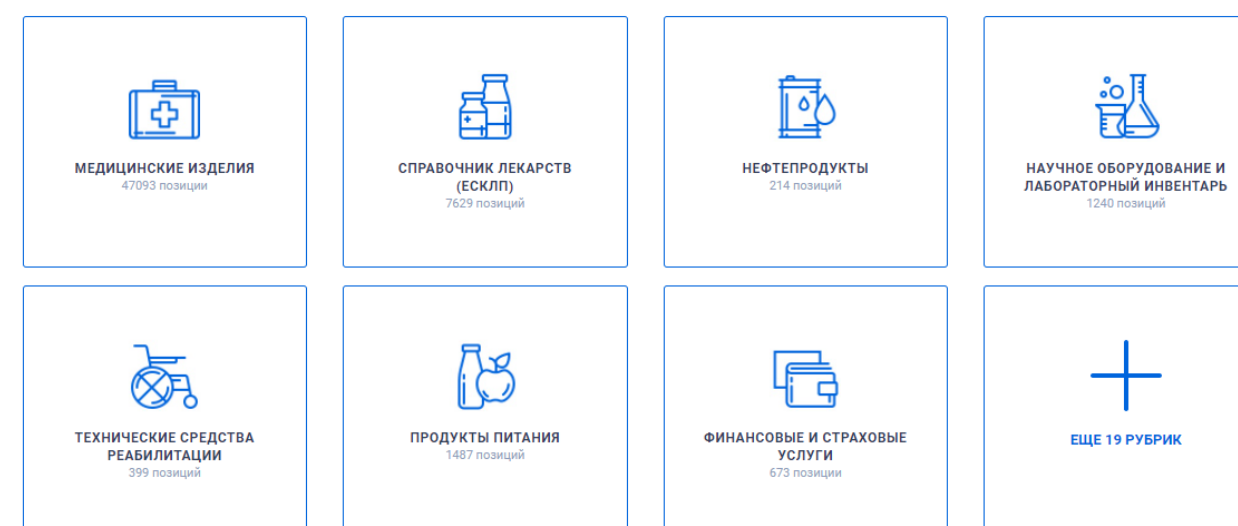 МЕДИЦИНСКИЕ ИЗДЕЛИЯ
47093 позиции
СПРАВОЧНИК ЛЕКАРСТВ
(ЕСКЛП)
7629 позиций
НЕФТЕПРОДУКТЫ
214 позиций
НАУЧНОЕ ОБОРУДОВАНИЕ И
ЛАБОРАТОРНЫЙ ИНВЕНТАРЬ
1240 позиций
ТЕХНИЧЕСКИЕ СРЕДСТВА
РЕАБИЛИТАЦИИ
399 позиций
ПРОДУКТЫ ПИТАНИЯ
1487 позиций
ФИНАНСОВЫЕ И СТРАХОВЫЕ
УСЛУГИ
673 позиции
ЕЩЕ 19 РУБРИК